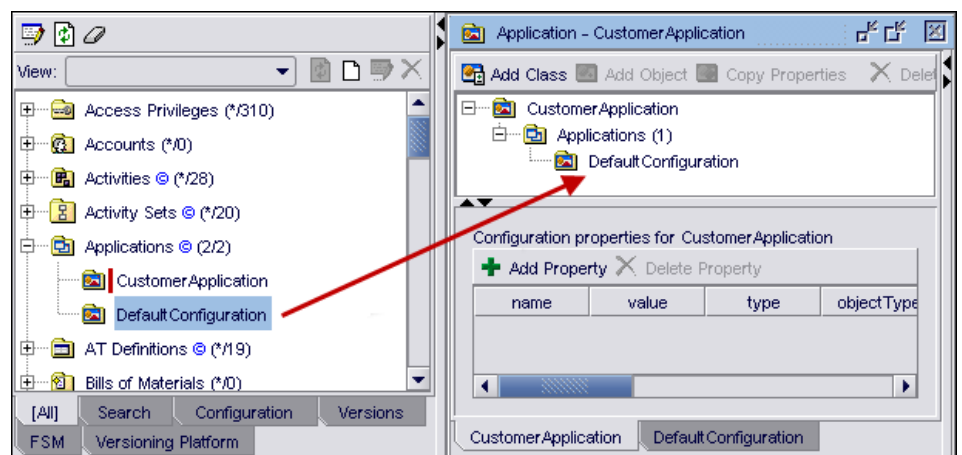 View:
Access Privileges (*/310)
Accounts (*/0)
Activities © (*/28)
Activity Sets © (*/20)
Applications © (2/2)
CustomerApplication
DefaultConfiguration
AT Definitions © (*/19)
Bills of Materials (*/0)
[All] Search Configuration Versions
FSM Versioning Platform
Application - CustomerApplication
Add Class Add Object Copy Properties Delet
CustomerApplication
Applications (1)
DefaultConfiguration
Configuration properties for CustomerApplication
Add Property Delete Property
name value type objectType
CustomerApplication DefaultConfiguration